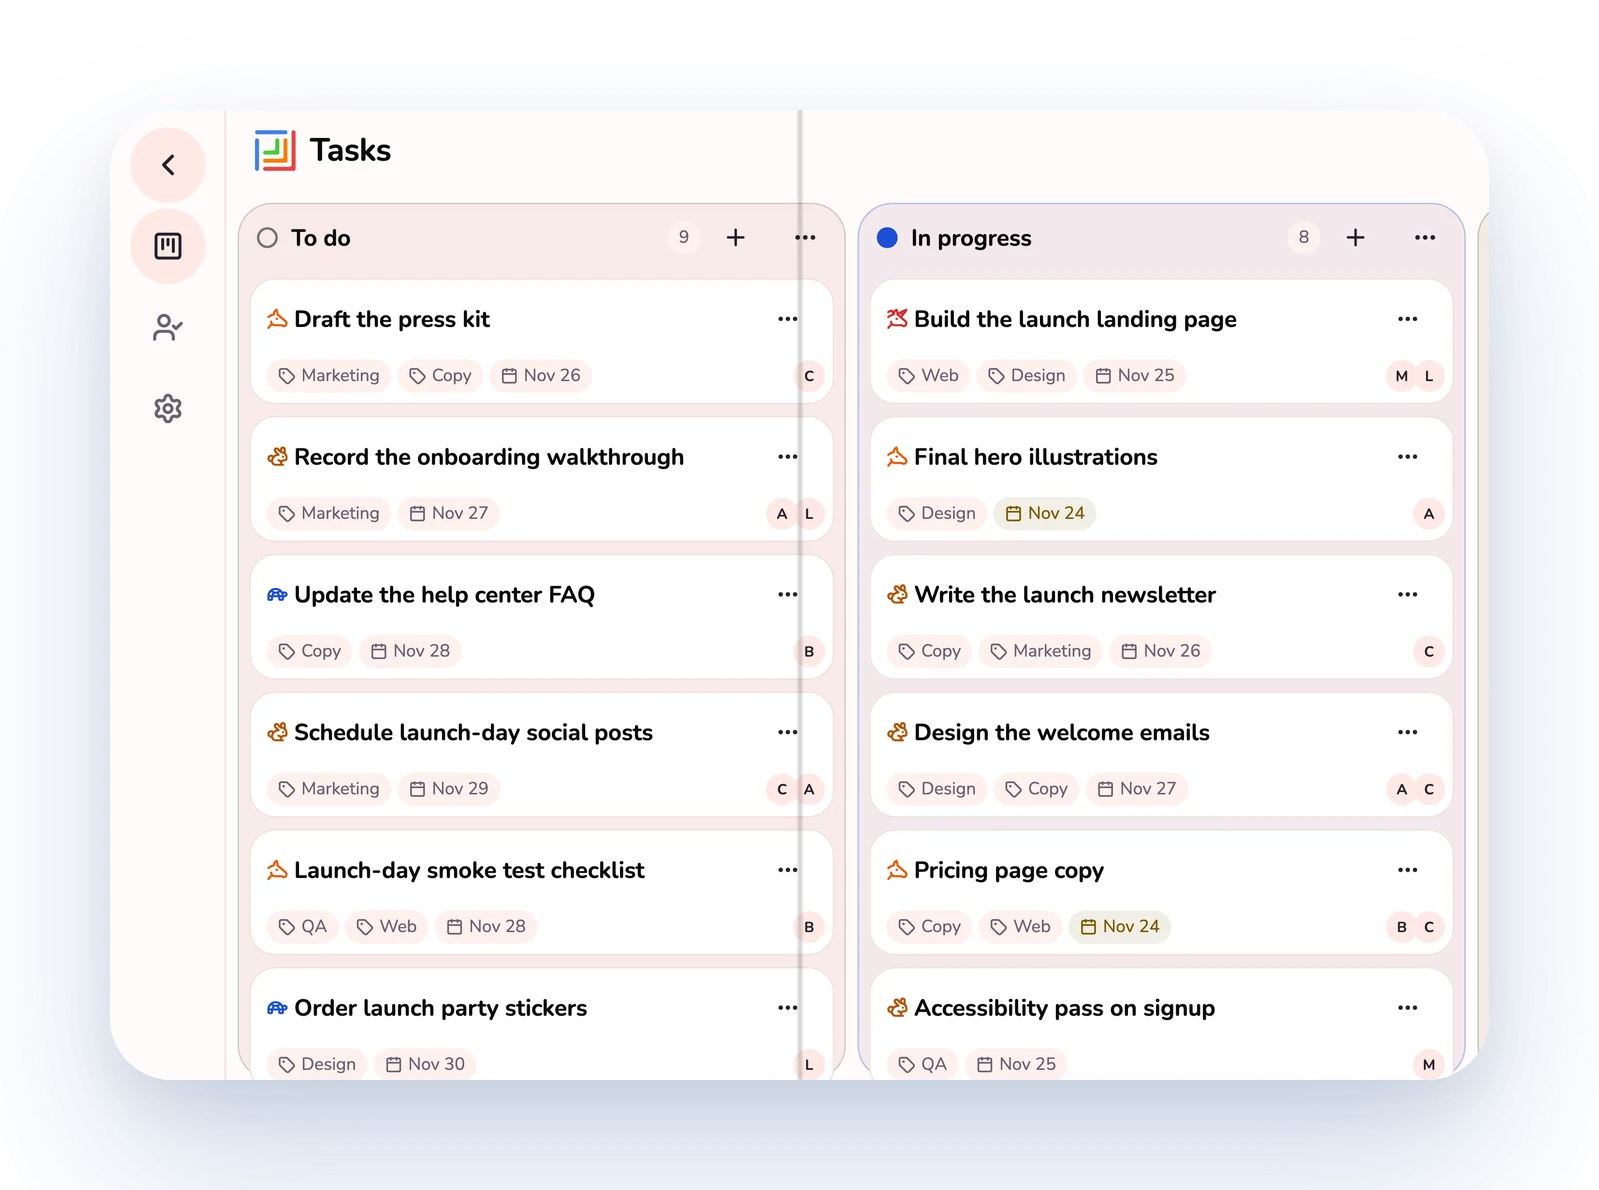 Tasks
To do
9
Draft the press kit
Marketing
Copy
Nov 26
C
Record the onboarding walkthrough
Marketing
Nov 27
A
L
Update the help center FAQ
Copy
Nov 28
B
Schedule launch-day social posts
Marketing
Nov 29
C
A
Launch-day smoke test checklist
QA
Web
Nov 28
B
Order launch party stickers
Design
Nov 30
L
In progress
8
Build the launch landing page
Web
Design
Nov 25
M
L
Final hero illustrations
Design
Nov 24
A
Write the launch newsletter
Copy
Marketing
Nov 26
C
Design the welcome emails
Design
Copy
Nov 27
A
C
Pricing page copy
Copy
Web
Nov 24
B
C
Accessibility pass on signup
QA
Nov 25
M